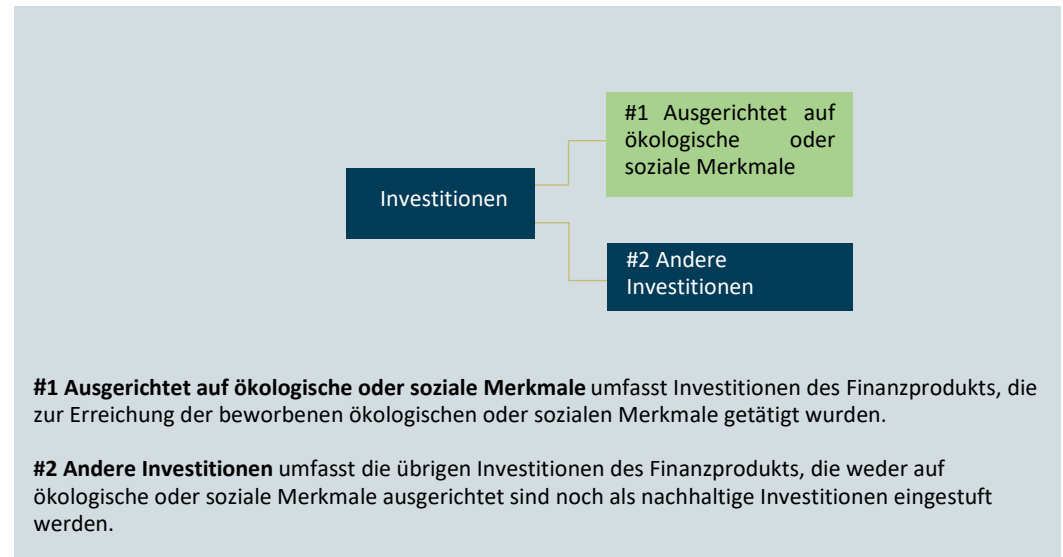 #1 Ausgerichtet auf
ökologische oder
soziale Merkmale
Investitionen
#2 Andere
Investitionen
#1 Ausgerichtet auf ökologische oder soziale Merkmale umfasst Investitionen des Finanzprodukts, die
zur Erreichung der beworbenen ökologischen oder sozialen Merkmale getätigt wurden.
#2 Andere Investitionen umfasst die übrigen Investitionen des Finanzprodukts, die weder auf
ökologische oder soziale Merkmale ausgerichtet sind noch als nachhaltige Investitionen eingestuft
werden.